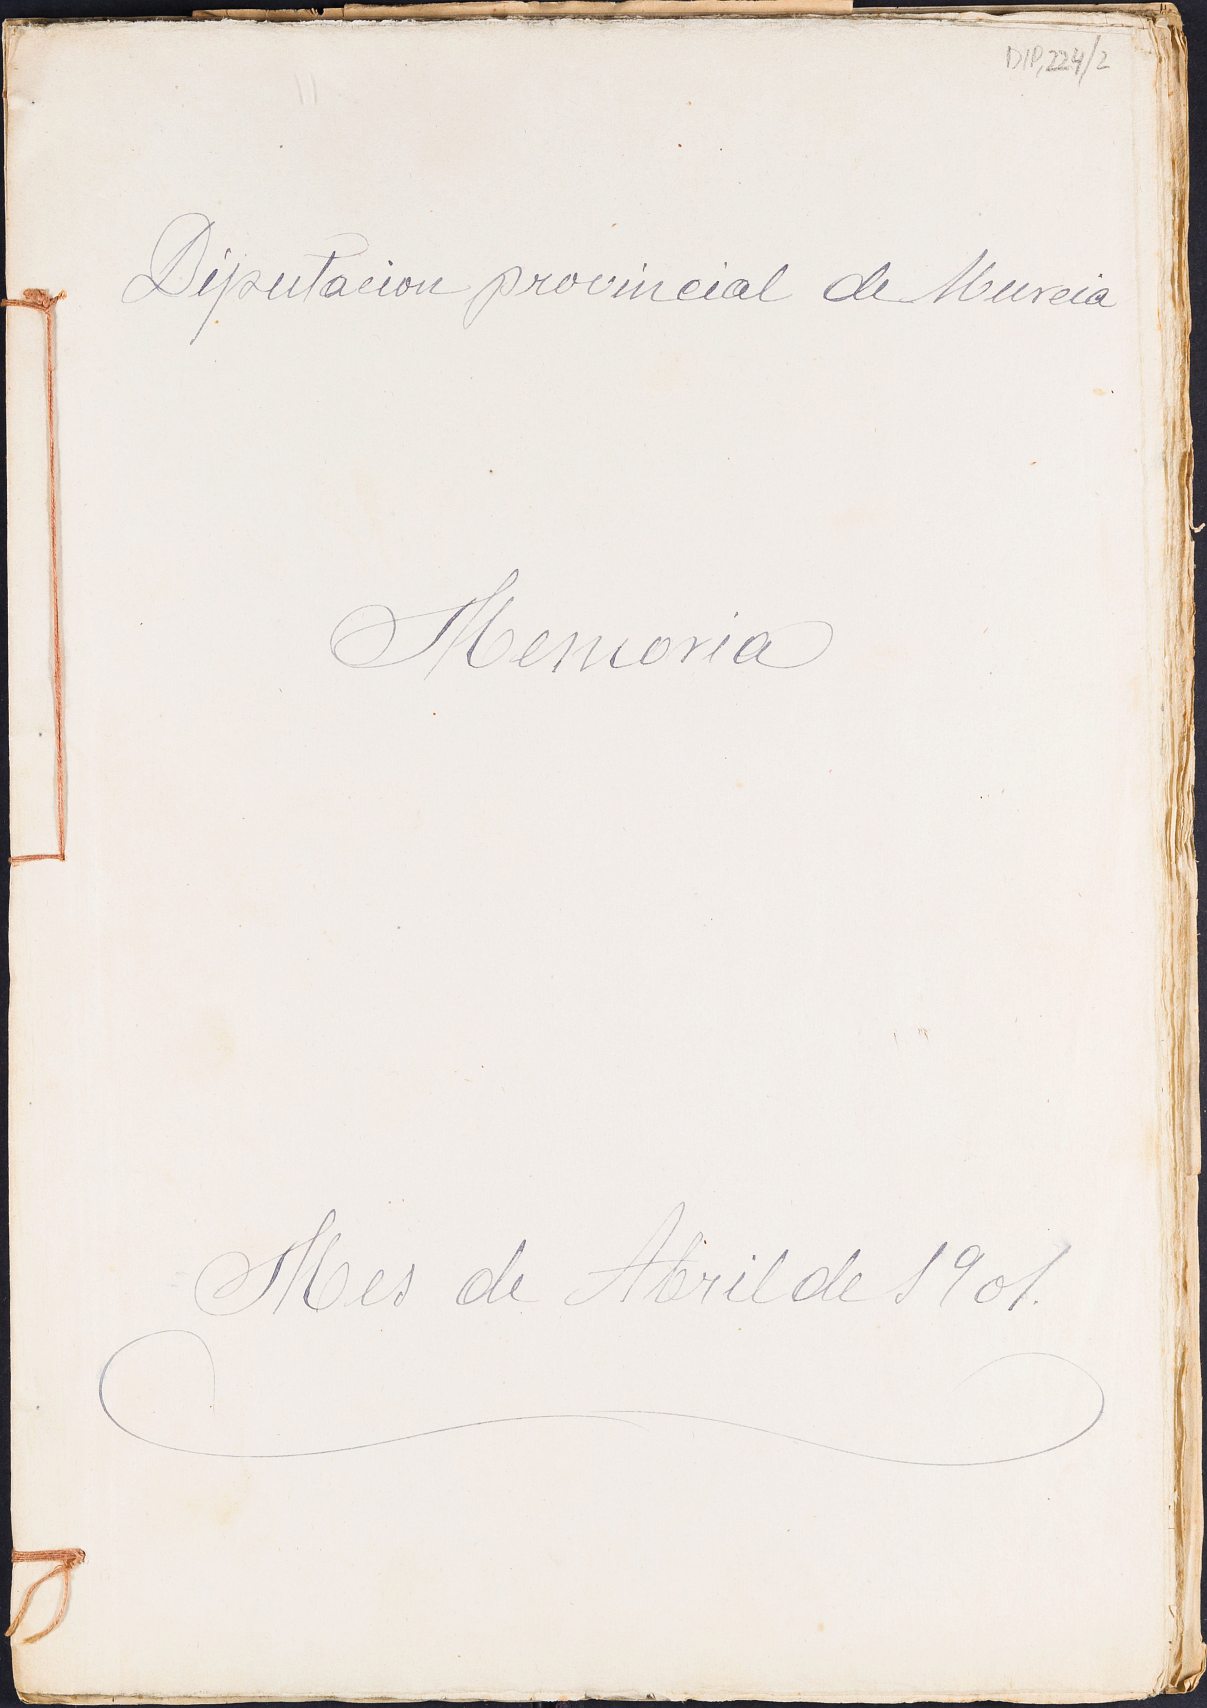 DIP,224/2
Diputacion provincial de Murcia
Memoria
Mes de Abril de 1901.